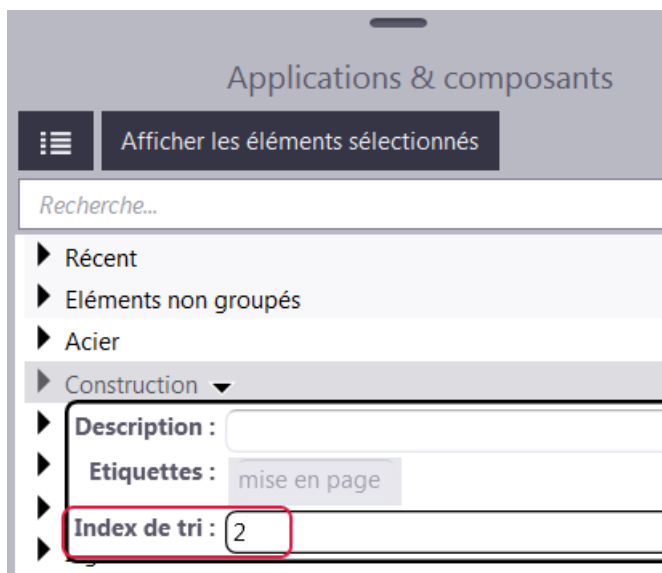 Applications & composants
Afficher les éléments sélectionnés
Recherche...
Récent
Eléments non groupés
Acier
Construction
Description :
Etiquettes : mise en page
Index de tri : 2